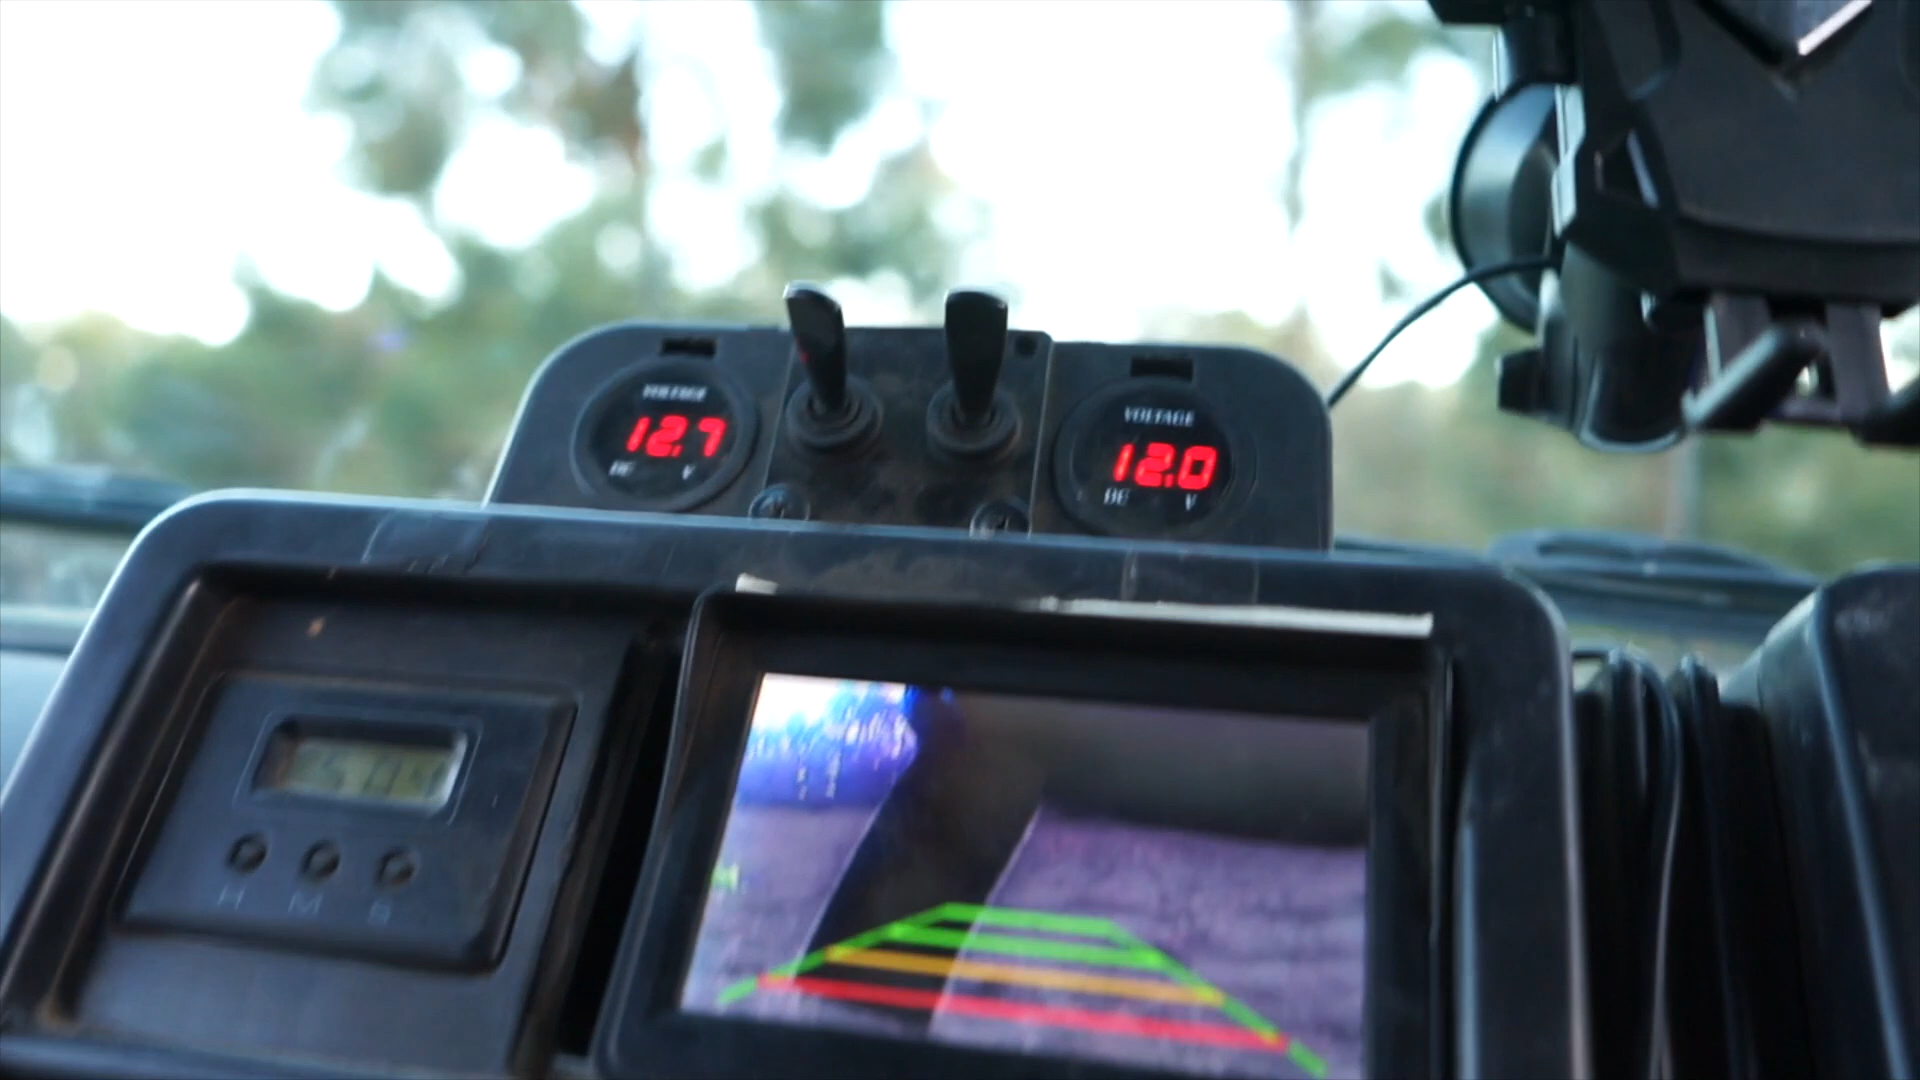 VOLTAGE
12.7
DC V
VOLTAGE
12.0
DC V
H M S